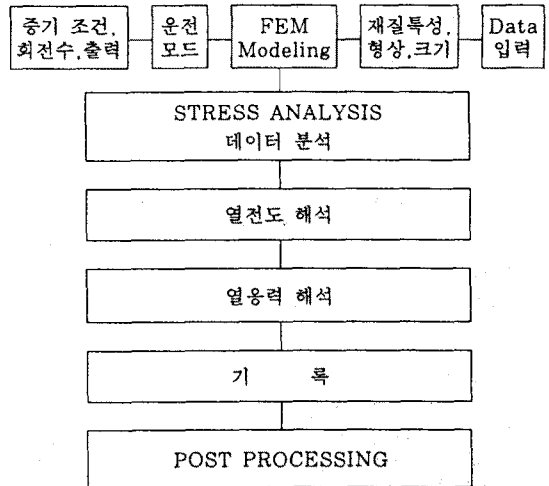 중기 조건,
회전수,출력
운전
모드
FEM
Modeling
재질특성,
형상,크기
Data
입력
STRESS ANALYSIS
데이터 분석
열전도 해석
열응력 해석
기 록
POST PROCESSING